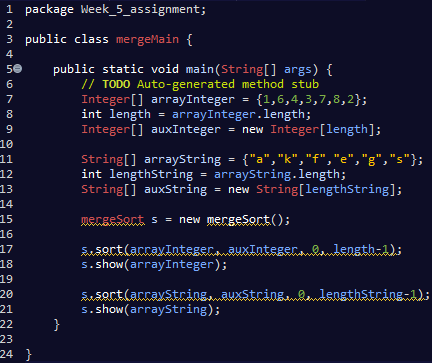 1 package Week_5_assignment;
2
3 public class mergeMain {
4
5 public static void main(String[] args) {
6 // TODO Auto-generated method stub
7 Integer[] arrayInteger = {1,6,4,3,7,8,2};
8 int length = arrayInteger.length;
9 Integer[] auxInteger = new Integer[length];
10
11 String[] arrayString = {"a","k","f","e","g","s"};
12 int lengthString = arrayString.length;
13 String[] auxString = new String[lengthString];
14
15 mergeSort s = new mergeSort();
16
17 s.sort(arrayInteger, auxInteger, 0, length-1);
18 s.show(arrayInteger);
19
20 s.sort(arrayString, auxString, 0, lengthString-1);
21 s.show(arrayString);
22 }
23
24 }